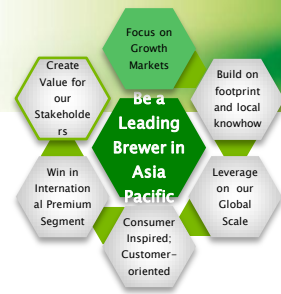 Focus on
Growth
Markets
Create
Value for
our
Stakeholde
rs
Build on
footprint
and local
knowhow
Be a
Leading
Brewer in
Asia
Pacific
Win in
Internation
al Premium
Segment
Leverage
on our
Global
Scale
Consumer
Inspired;
Customer-
oriented